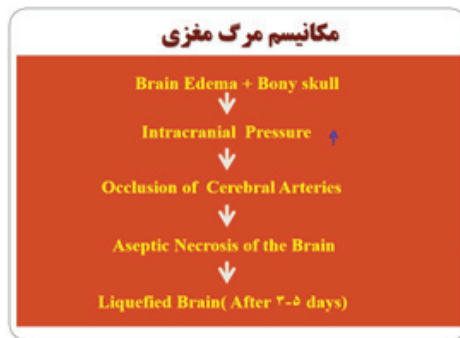 مکانیسم مرگ مغزی
Brain Edema + Bony skull
Intracranial Pressure
Occlusion of Cerebral Arteries
Aseptic Necrosis of the Brain
Liquefied Brain( After ۳-۵ days)